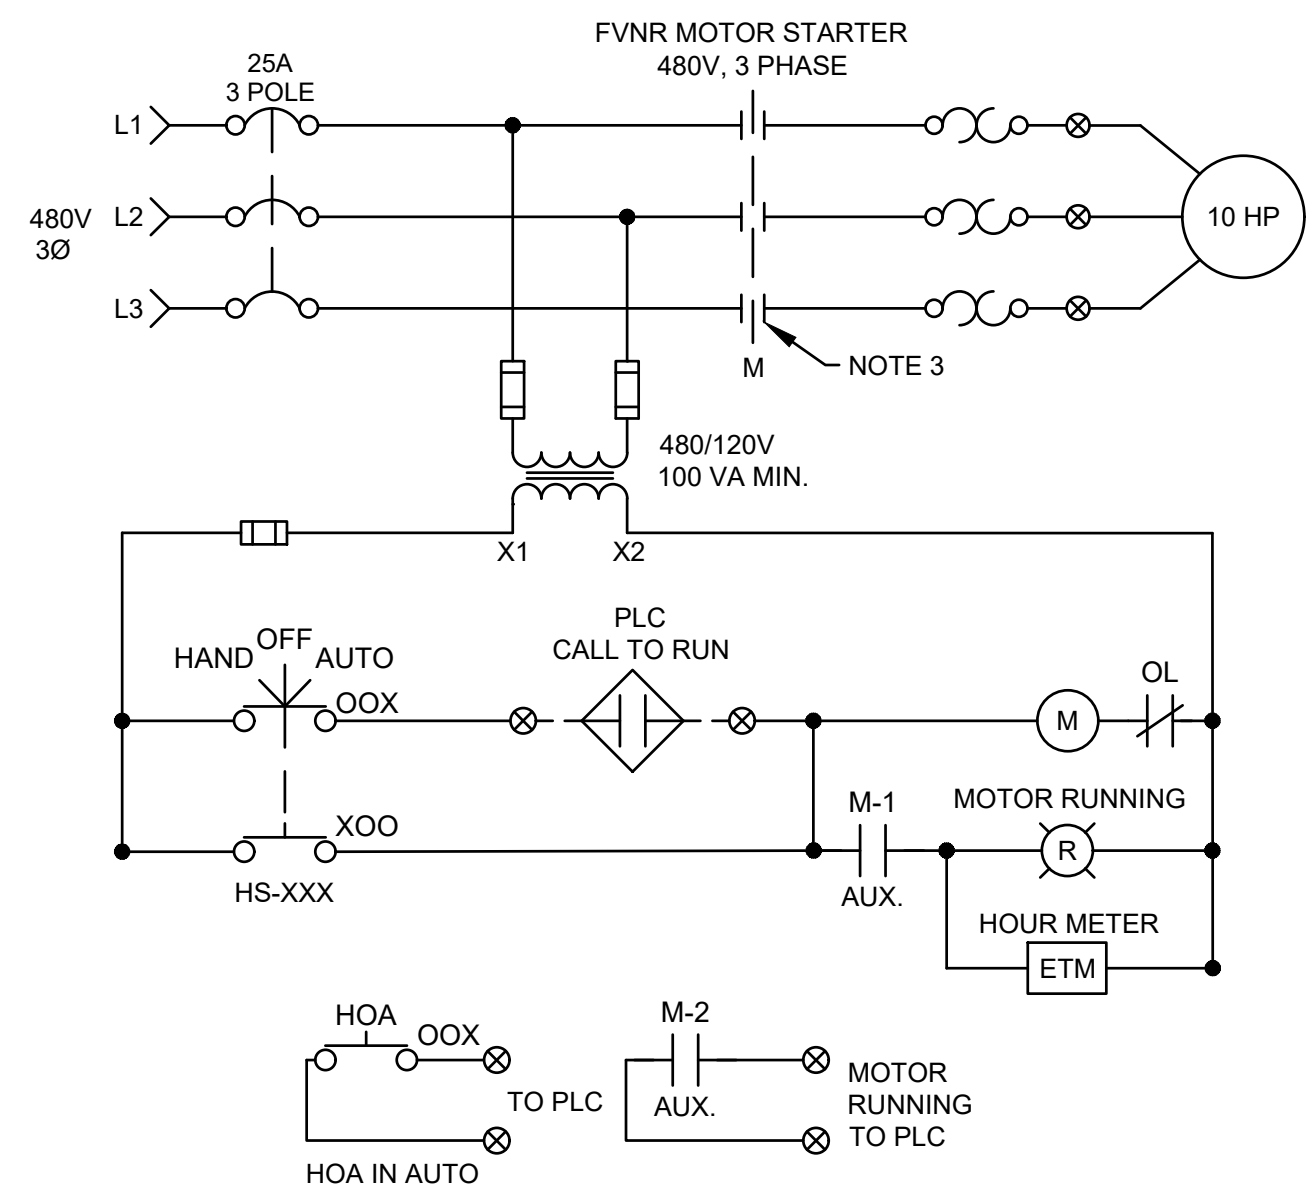 FVNR MOTOR STARTER
480V, 3 PHASE
25A
3 POLE
L1
480V
3Ø
L2
10 HP
L3
M
NOTE 3
480/120V
100 VA MIN.
X1
X2
PLC
CALL TO RUN
HAND
OFF
AUTO
OOX
M
OL
M-1
MOTOR RUNNING
XOO
R
HS-XXX
AUX.
HOUR METER
ETM
HOA
OOX
TO PLC
HOA IN AUTO
M-2
AUX.
MOTOR
RUNNING
TO PLC